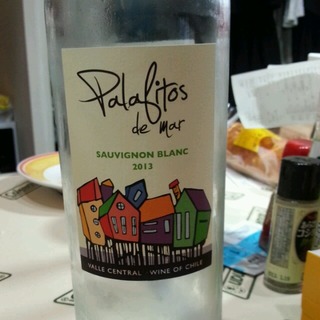 Palafitos
de mar
SAUVIGNON BLANC
2013
VALLE CENTRAL · WINE OF CHILE